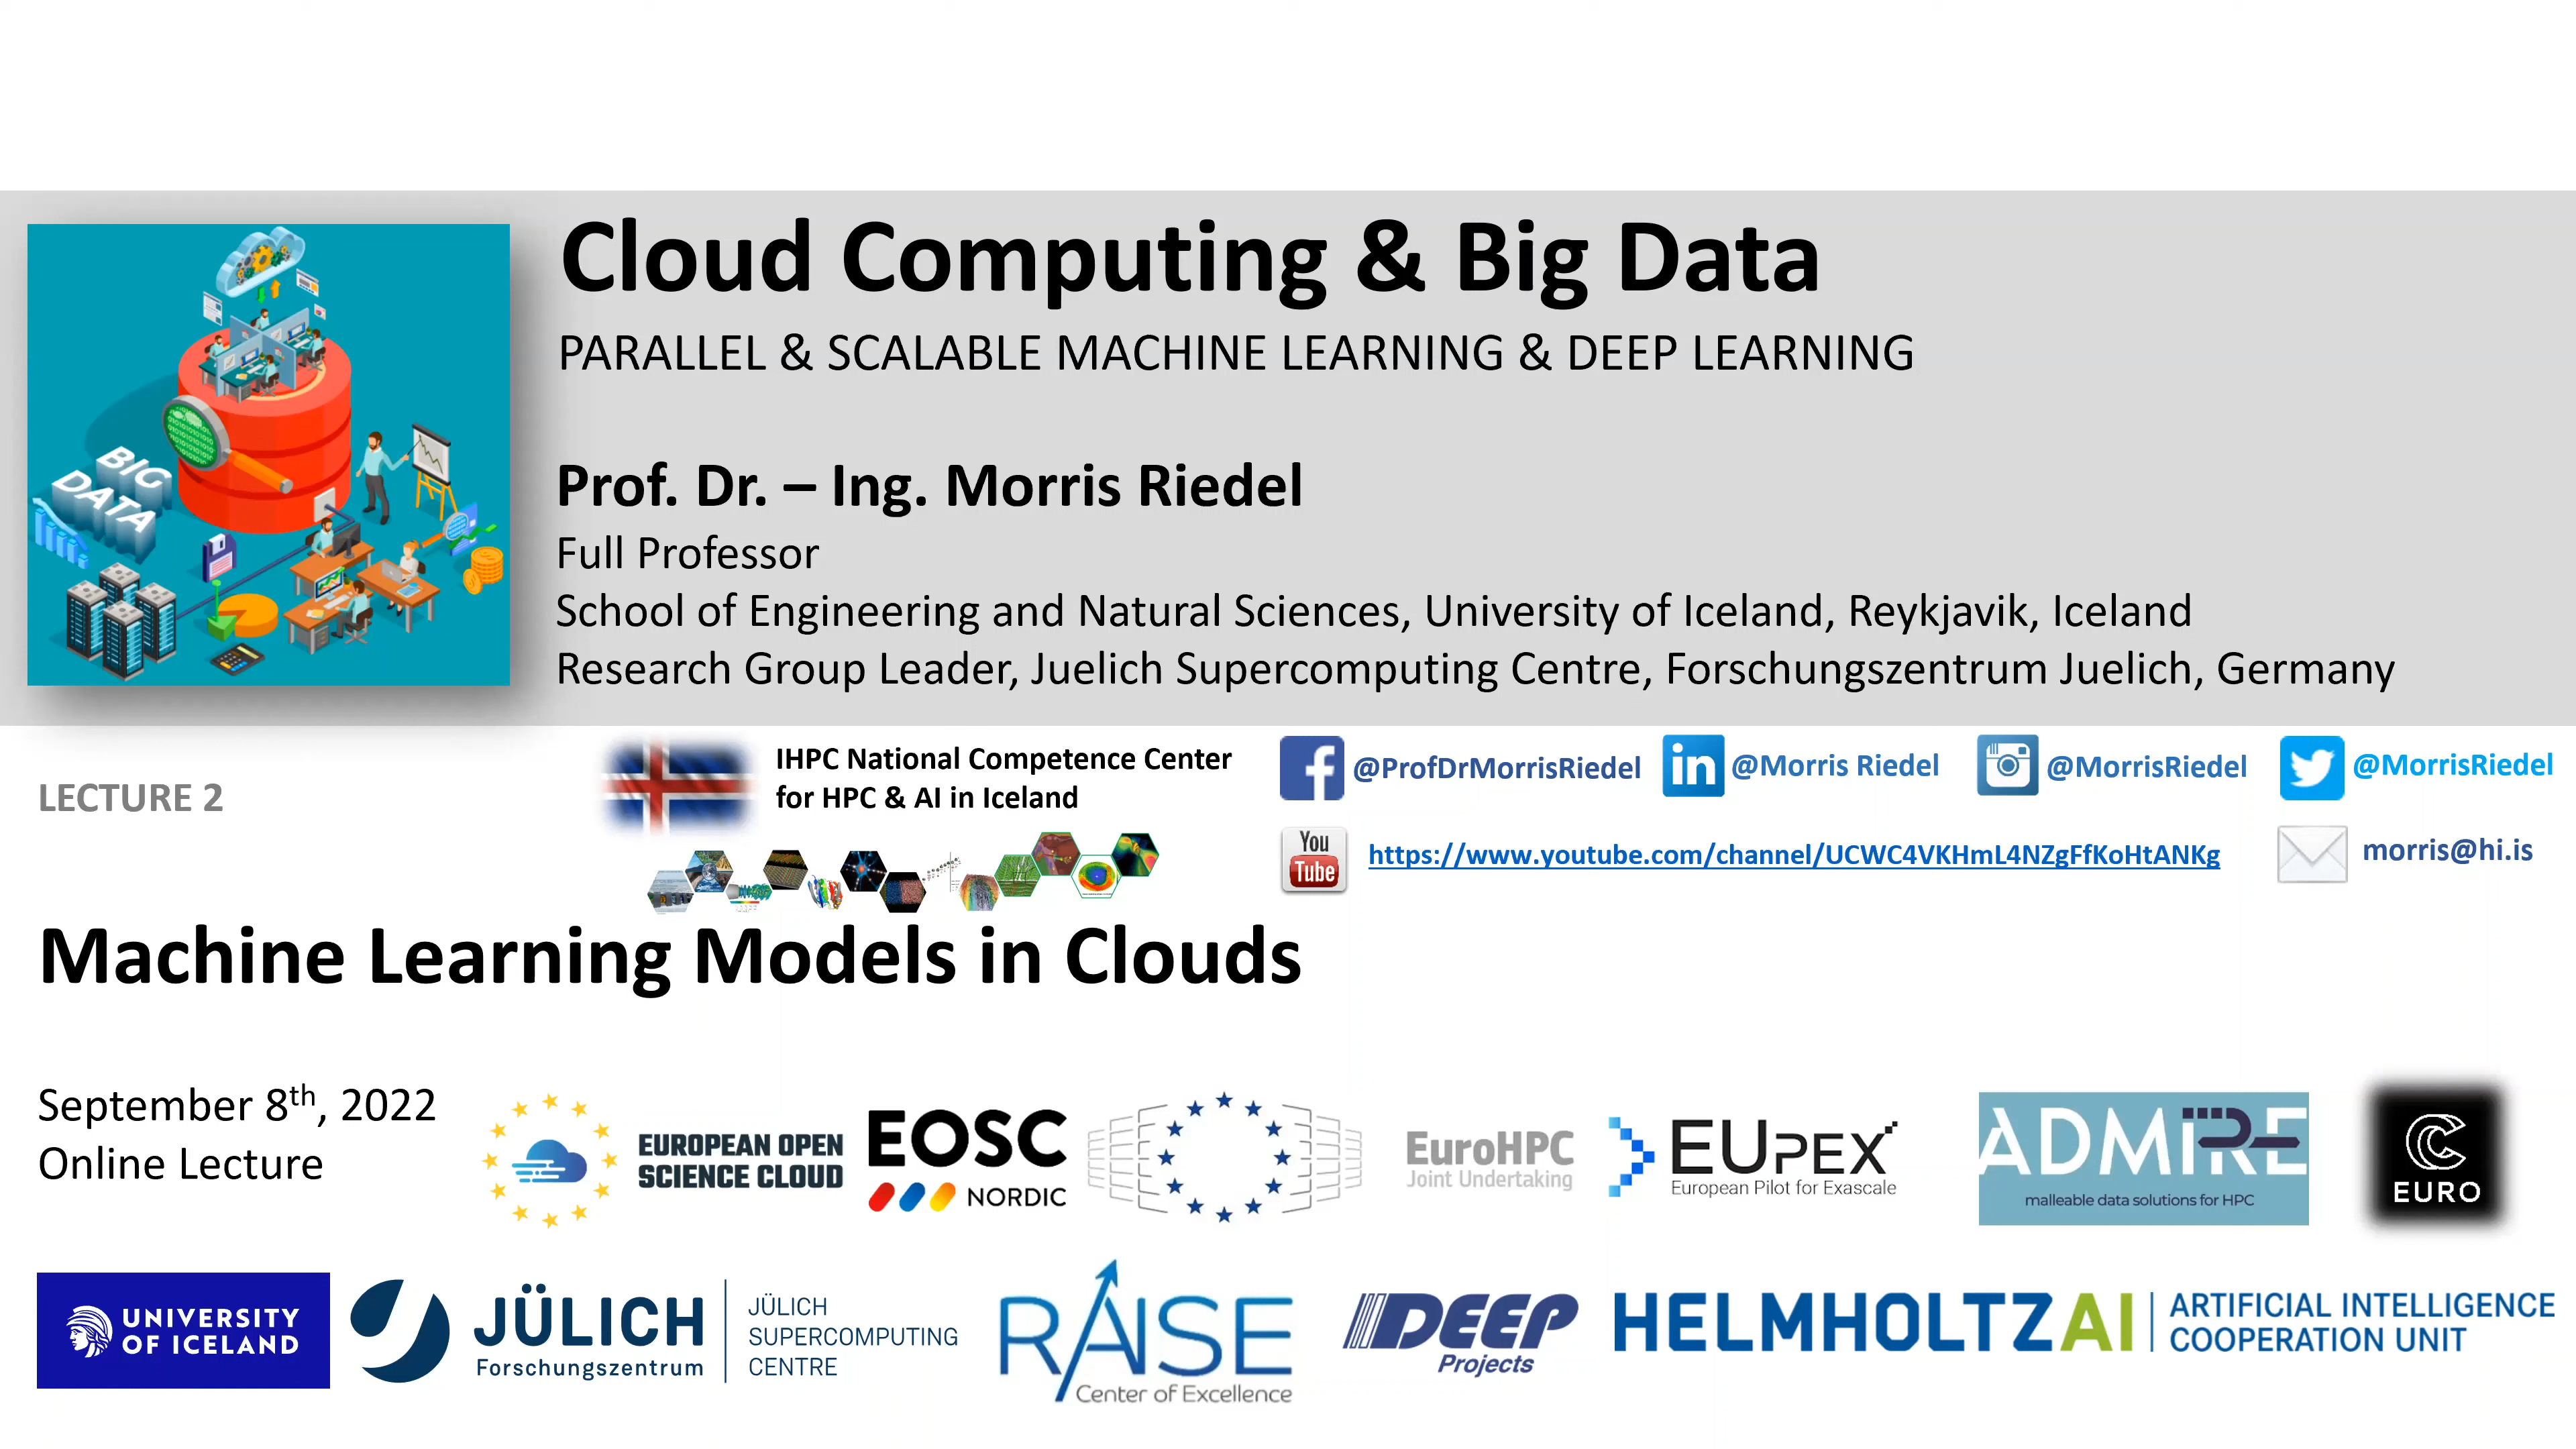 Cloud Computing & Big Data
PARALLEL & SCALABLE MACHINE LEARNING & DEEP LEARNING
BIG
DATA
Prof. Dr. – Ing. Morris Riedel
Full Professor
School of Engineering and Natural Sciences, University of Iceland, Reykjavik, Iceland
Research Group Leader, Juelich Supercomputing Centre, Forschungszentrum Juelich, Germany
LECTURE 2
IHPC National Competence Center
for HPC & AI in Iceland
@ProfDrMorrisRiedel
in @Morris Riedel
@MorrisRiedel
@MorrisRiedel
You
Tube
https://www.youtube.com/channel/UCWC4VKHmL4NZgFfKoHtANKg
morris@hi.is
Machine Learning Models in Clouds
September 8th, 2022
Online Lecture
EUROPEAN OPEN
SCIENCE CLOUD
EOSC
NORDIC
EuroHPC
Joint Undertaking
EUPEX
European Pilot for Exascale
ADMIRE
malleable data solutions for HPC
EURO
UNIVERSITY
OF ICELAND
JÜLICH
Forschungszentrum
JÜLICH
SUPERCOMPUTING
CENTRE
RAISE
Center of Excellence
DEEP
Projects
HELMHOLTZAI
ARTIFICIAL INTELLIGENCE
COOPERATION UNIT